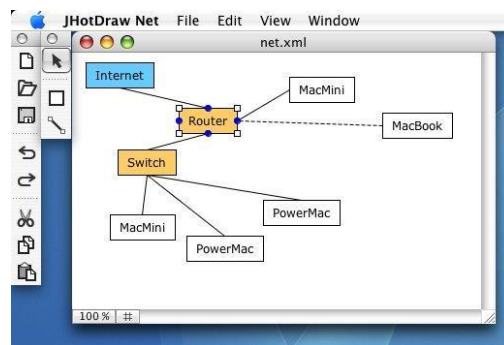 JHotDraw Net File Edit View Window
net.xml
Internet
MacMini
Router
MacBook
Switch
PowerMac
MacMini
PowerMac
100 % #